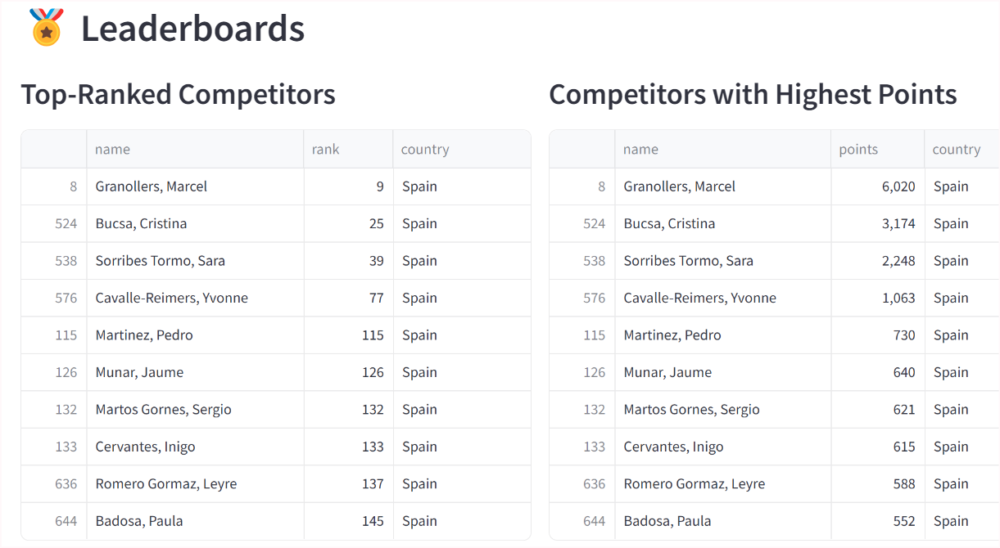 Leaderboards
Top-Ranked Competitors
name rank country
8 Granollers, Marcel 9 Spain
524 Bucsa, Cristina 25 Spain
538 Sorribes Tormo, Sara 39 Spain
576 Cavalle-Reimers, Yvonne 77 Spain
115 Martinez, Pedro 115 Spain
126 Munar, Jaume 126 Spain
132 Martos Gornes, Sergio 132 Spain
133 Cervantes, Inigo 133 Spain
636 Romero Gormaz, Leyre 137 Spain
644 Badosa, Paula 145 Spain
Competitors with Highest Points
name points country
8 Granollers, Marcel 6,020 Spain
524 Bucsa, Cristina 3,174 Spain
538 Sorribes Tormo, Sara 2,248 Spain
576 Cavalle-Reimers, Yvonne 1,063 Spain
115 Martinez, Pedro 730 Spain
126 Munar, Jaume 640 Spain
132 Martos Gornes, Sergio 621 Spain
133 Cervantes, Inigo 615 Spain
636 Romero Gormaz, Leyre 588 Spain
644 Badosa, Paula 552 Spain